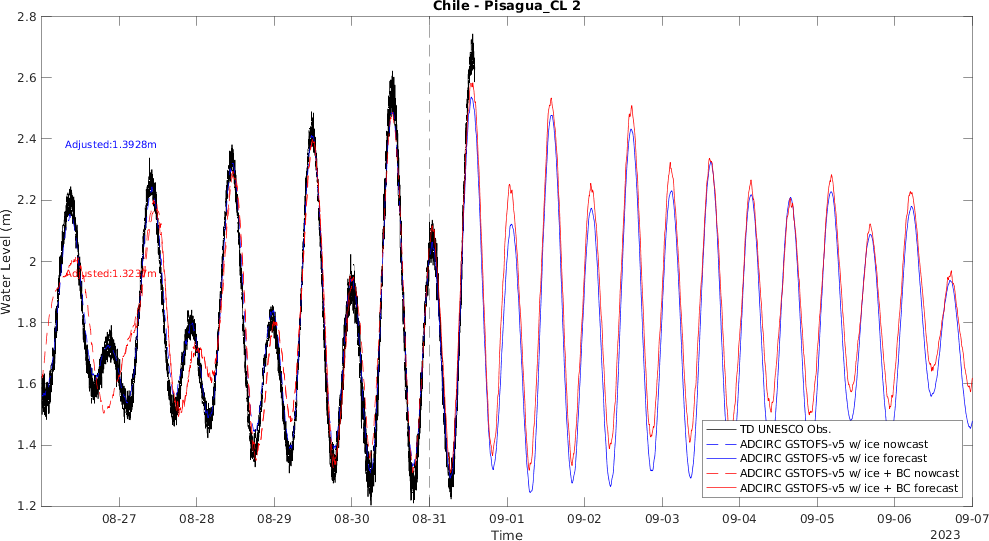 Chile - Pisagua_CL 2
2.8
2.6
2.4
2.2
2
1.8
1.6
1.4
1.2
Water Level (m)
Adjusted:1.3928m
Adjusted:1.3237m
TD UNESCO Obs.
ADCIRC GSTOFS-v5 w/ ice nowcast
ADCIRC GSTOFS-v5 w/ ice forecast
ADCIRC GSTOFS-v5 w/ ice + BC nowcast
ADCIRC GSTOFS-v5 w/ ice + BC forecast
08-27 08-28 08-29 08-30 08-31 09-01 09-02 09-03 09-04 09-05 09-06 09-07
Time
2023